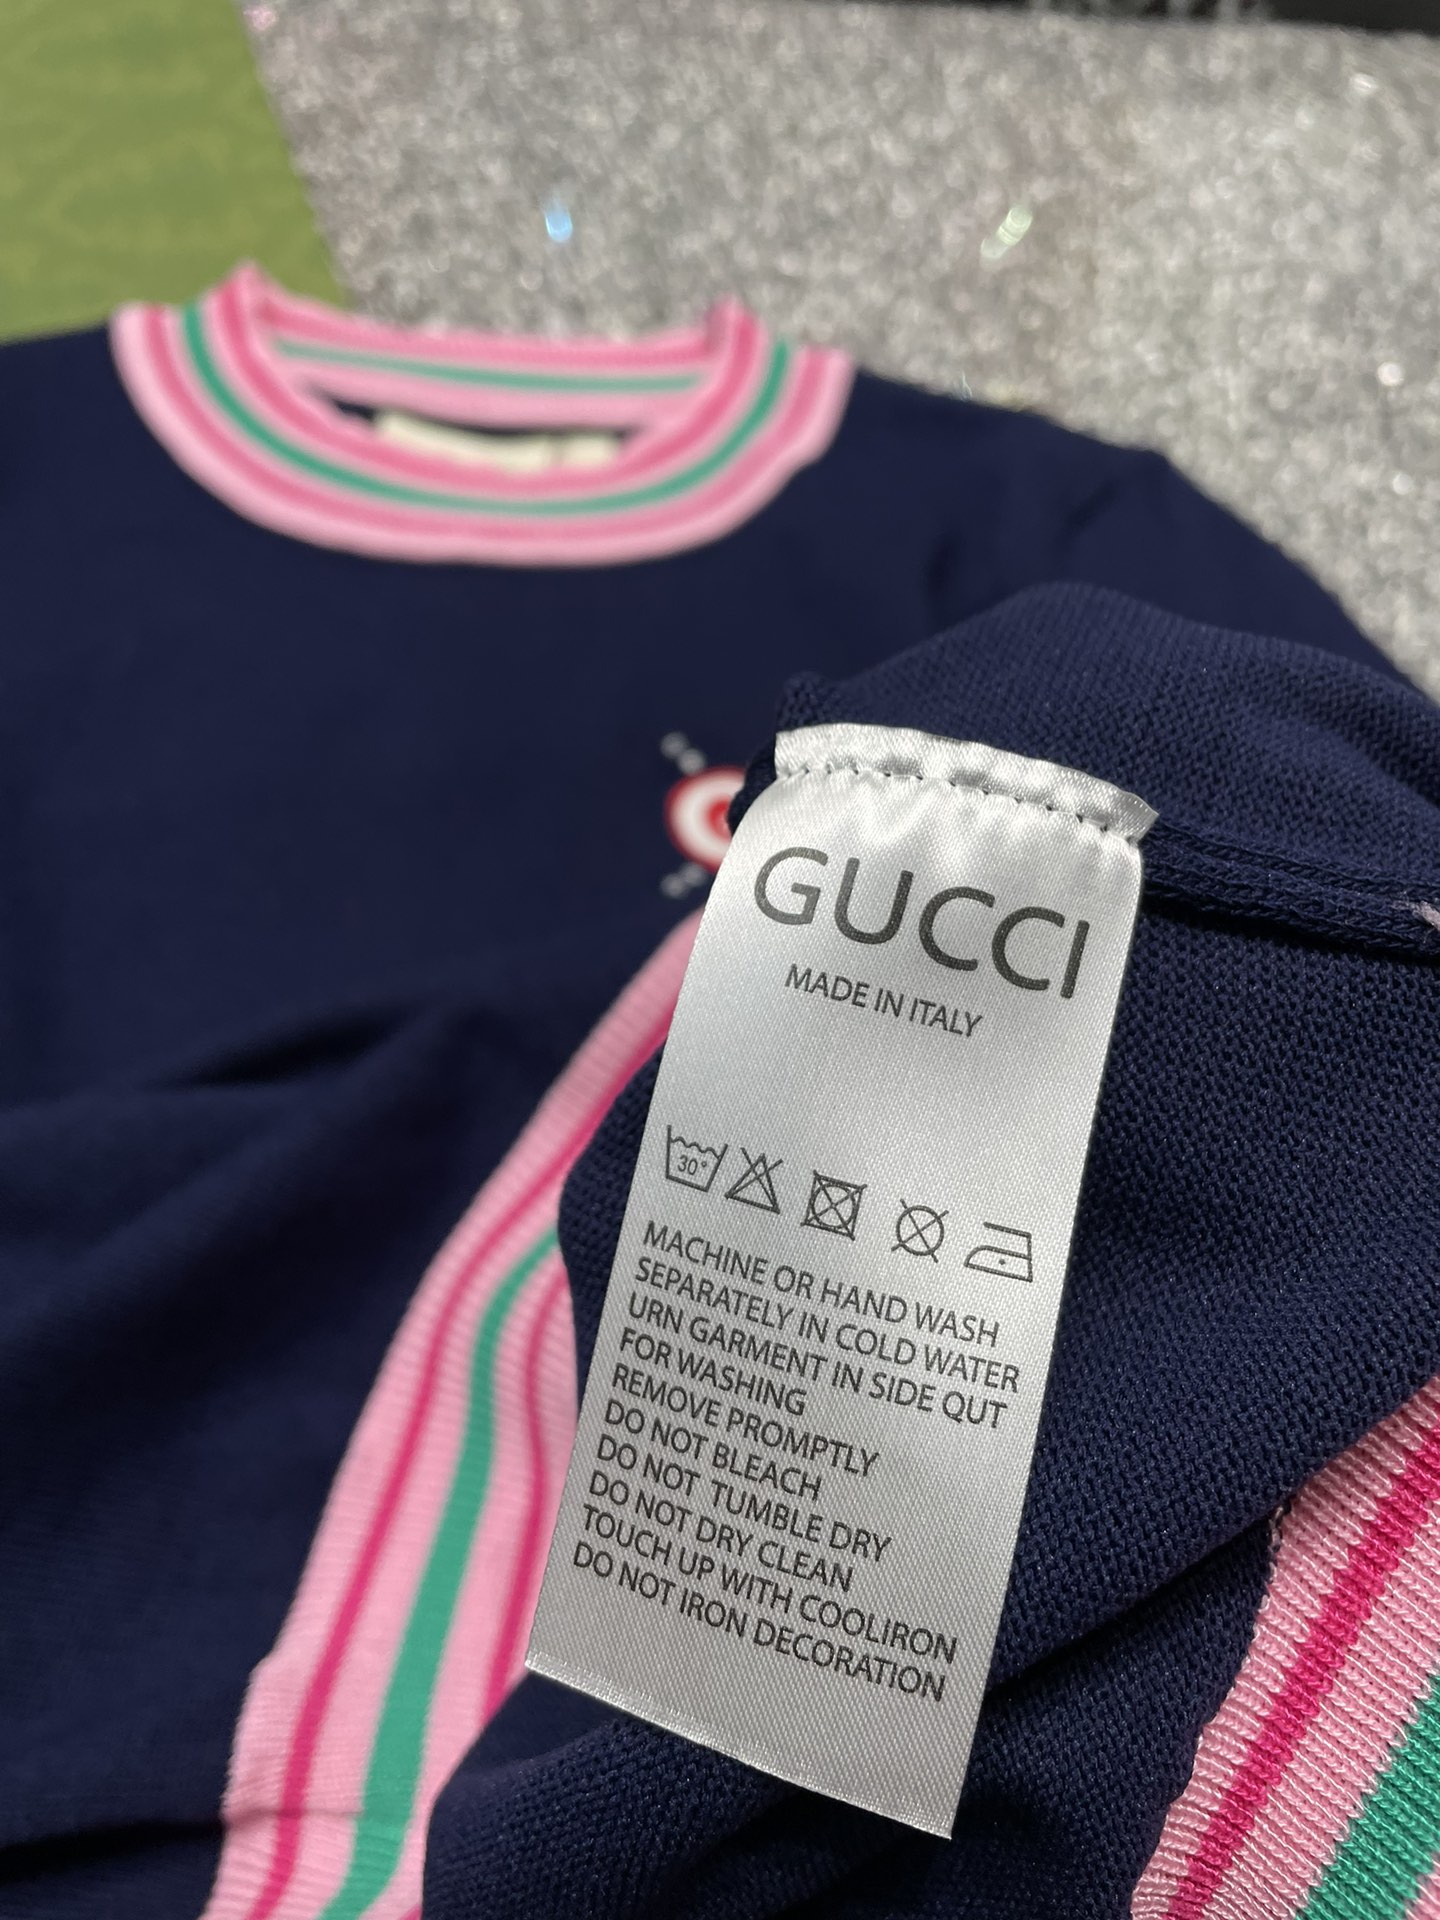 GUCCI
MADE IN ITALY
30°
MACHINE OR HAND WASH
SEPARATELY IN COLD WATER
URN GARMENT IN SIDE QUT
FOR WASHING
REMOVE PROMPTLY
DO NOT BLEACH
DO NOT TUMBLE DRY
DO NOT DRY CLEAN
TOUCH UP WITH COOLIRON
DO NOT IRON DECORATION